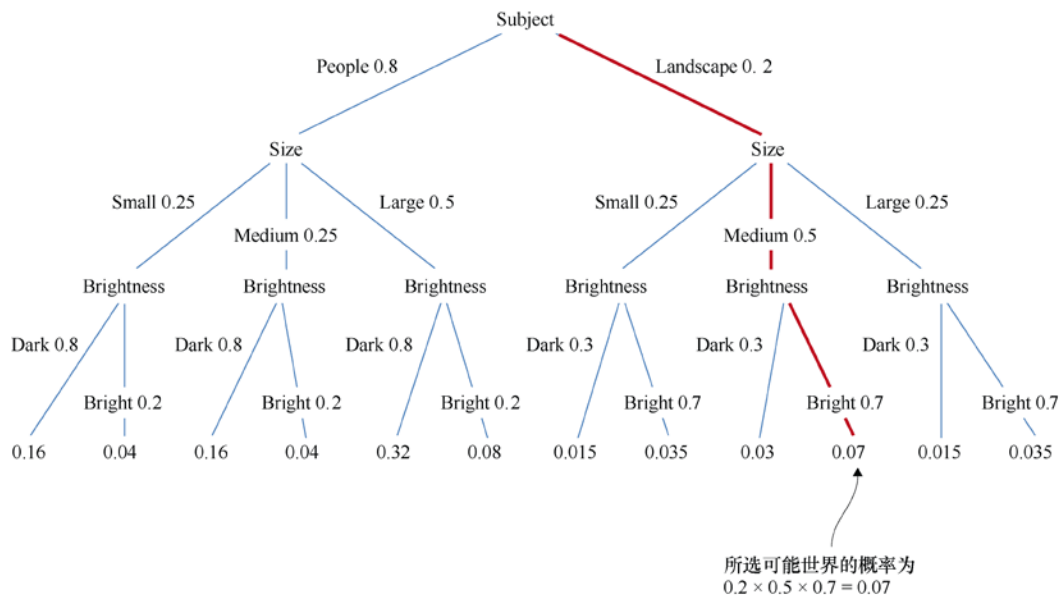 Subject
People 0.8
Landscape 0. 2
Size
Size
Small 0.25
Medium 0.25
Large 0.5
Small 0.25
Medium 0.5
Large 0.25
Brightness
Brightness
Brightness
Brightness
Brightness
Brightness
Dark 0.8
Dark 0.8
Dark 0.8
Dark 0.3
Dark 0.3
Dark 0.3
Bright 0.2
Bright 0.2
Bright 0.2
Bright 0.7
Bright 0.7
Bright 0.7
0.16
0.04
0.16
0.04
0.32
0.08
0.015
0.035
0.03
0.07
0.015
0.035
所选可能世界的概率为
0.2 × 0.5 × 0.7 = 0.07